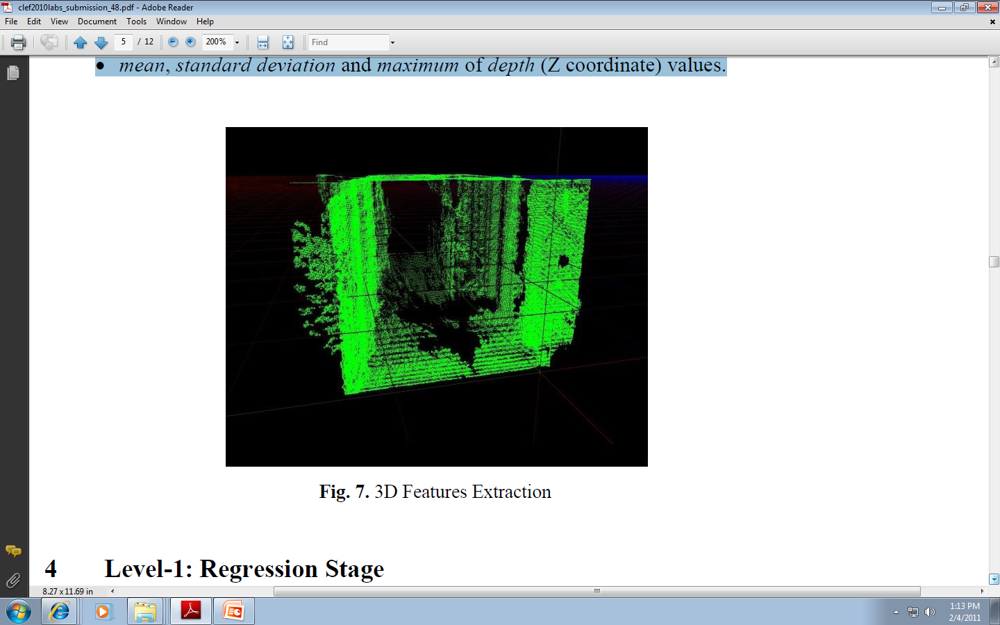 clef2010labs_submission_48.pdf - Adobe Reader
File Edit View Document Tools Window Help
5 / 12 200% Find
• mean, standard deviation and maximum of depth (Z coordinate) values.
Fig. 7. 3D Features Extraction
4 Level-1: Regression Stage
8.27 x 11.69 in
1:13 PM
2/4/2011